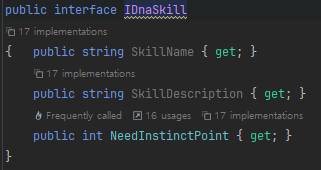 public interface IDnaSkill
17 implementations
{   public string SkillName { get; }
17 implementations
public string SkillDescription { get; }
Frequently called   16 usages   17 implementations
public int NeedInstinctPoint { get; }
}